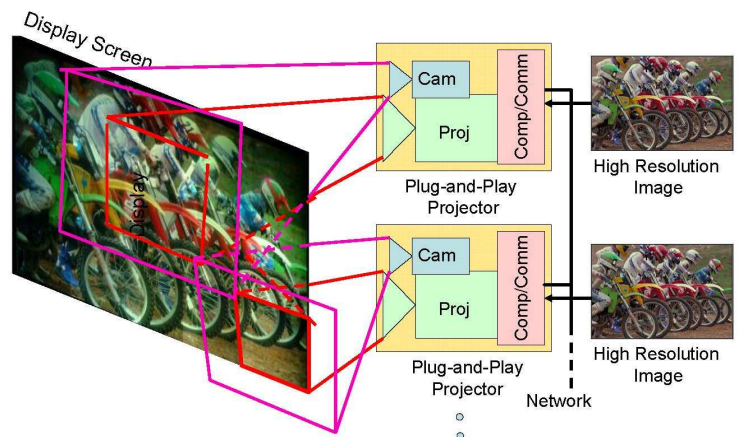 Display Screen
Display
Cam
Proj
Comp/Comm
Plug-and-Play
Projector
High Resolution
Image
Cam
Proj
Comp/Comm
Plug-and-Play
Projector
High Resolution
Image
Network